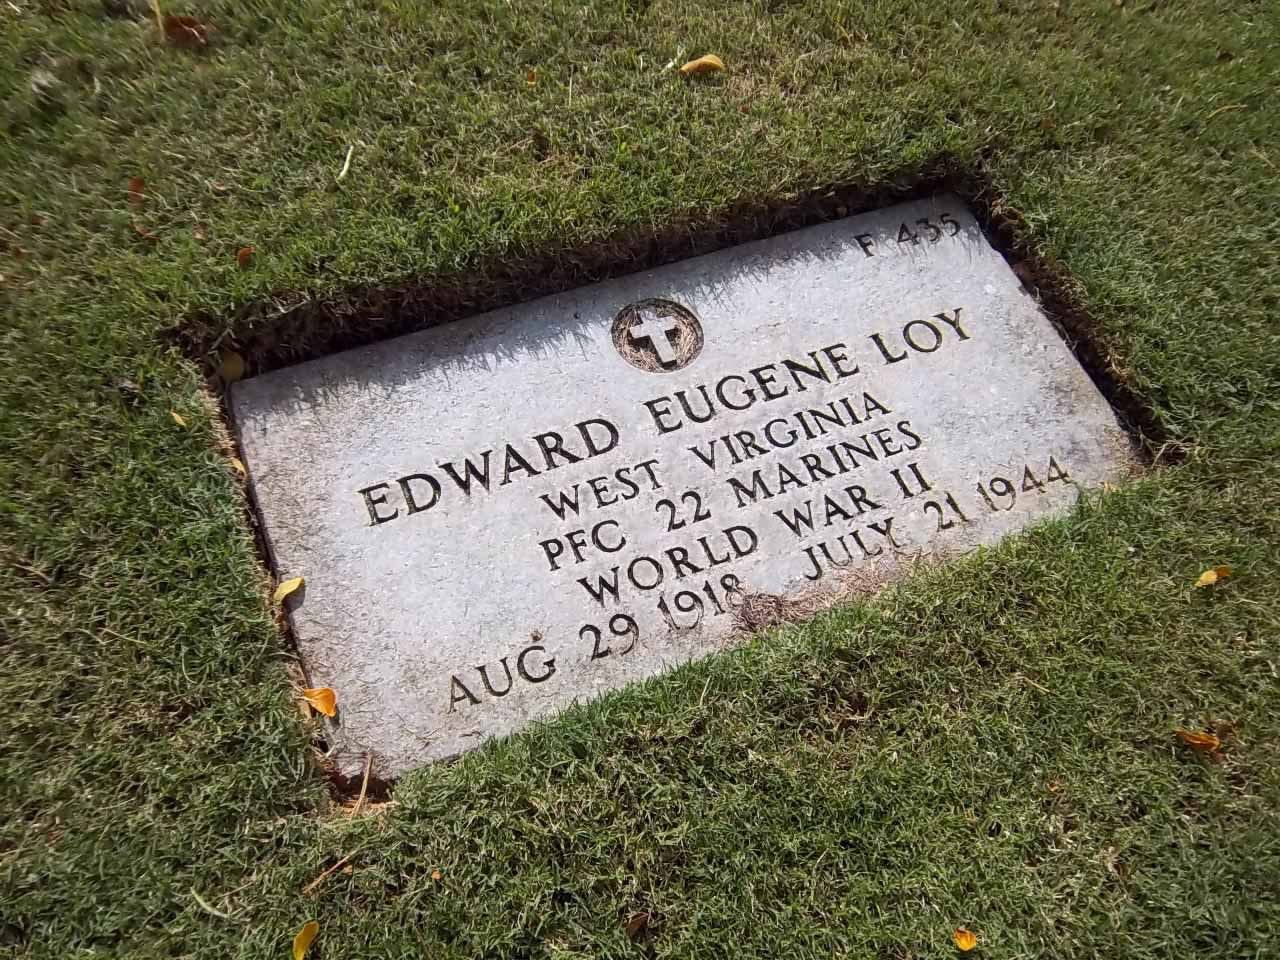 F 435
EDWARD EUGENE LOY
WEST VIRGINIA
PFC 22 MARINES
WORLD WAR II
AUG 29 1918 JULY 21 1944